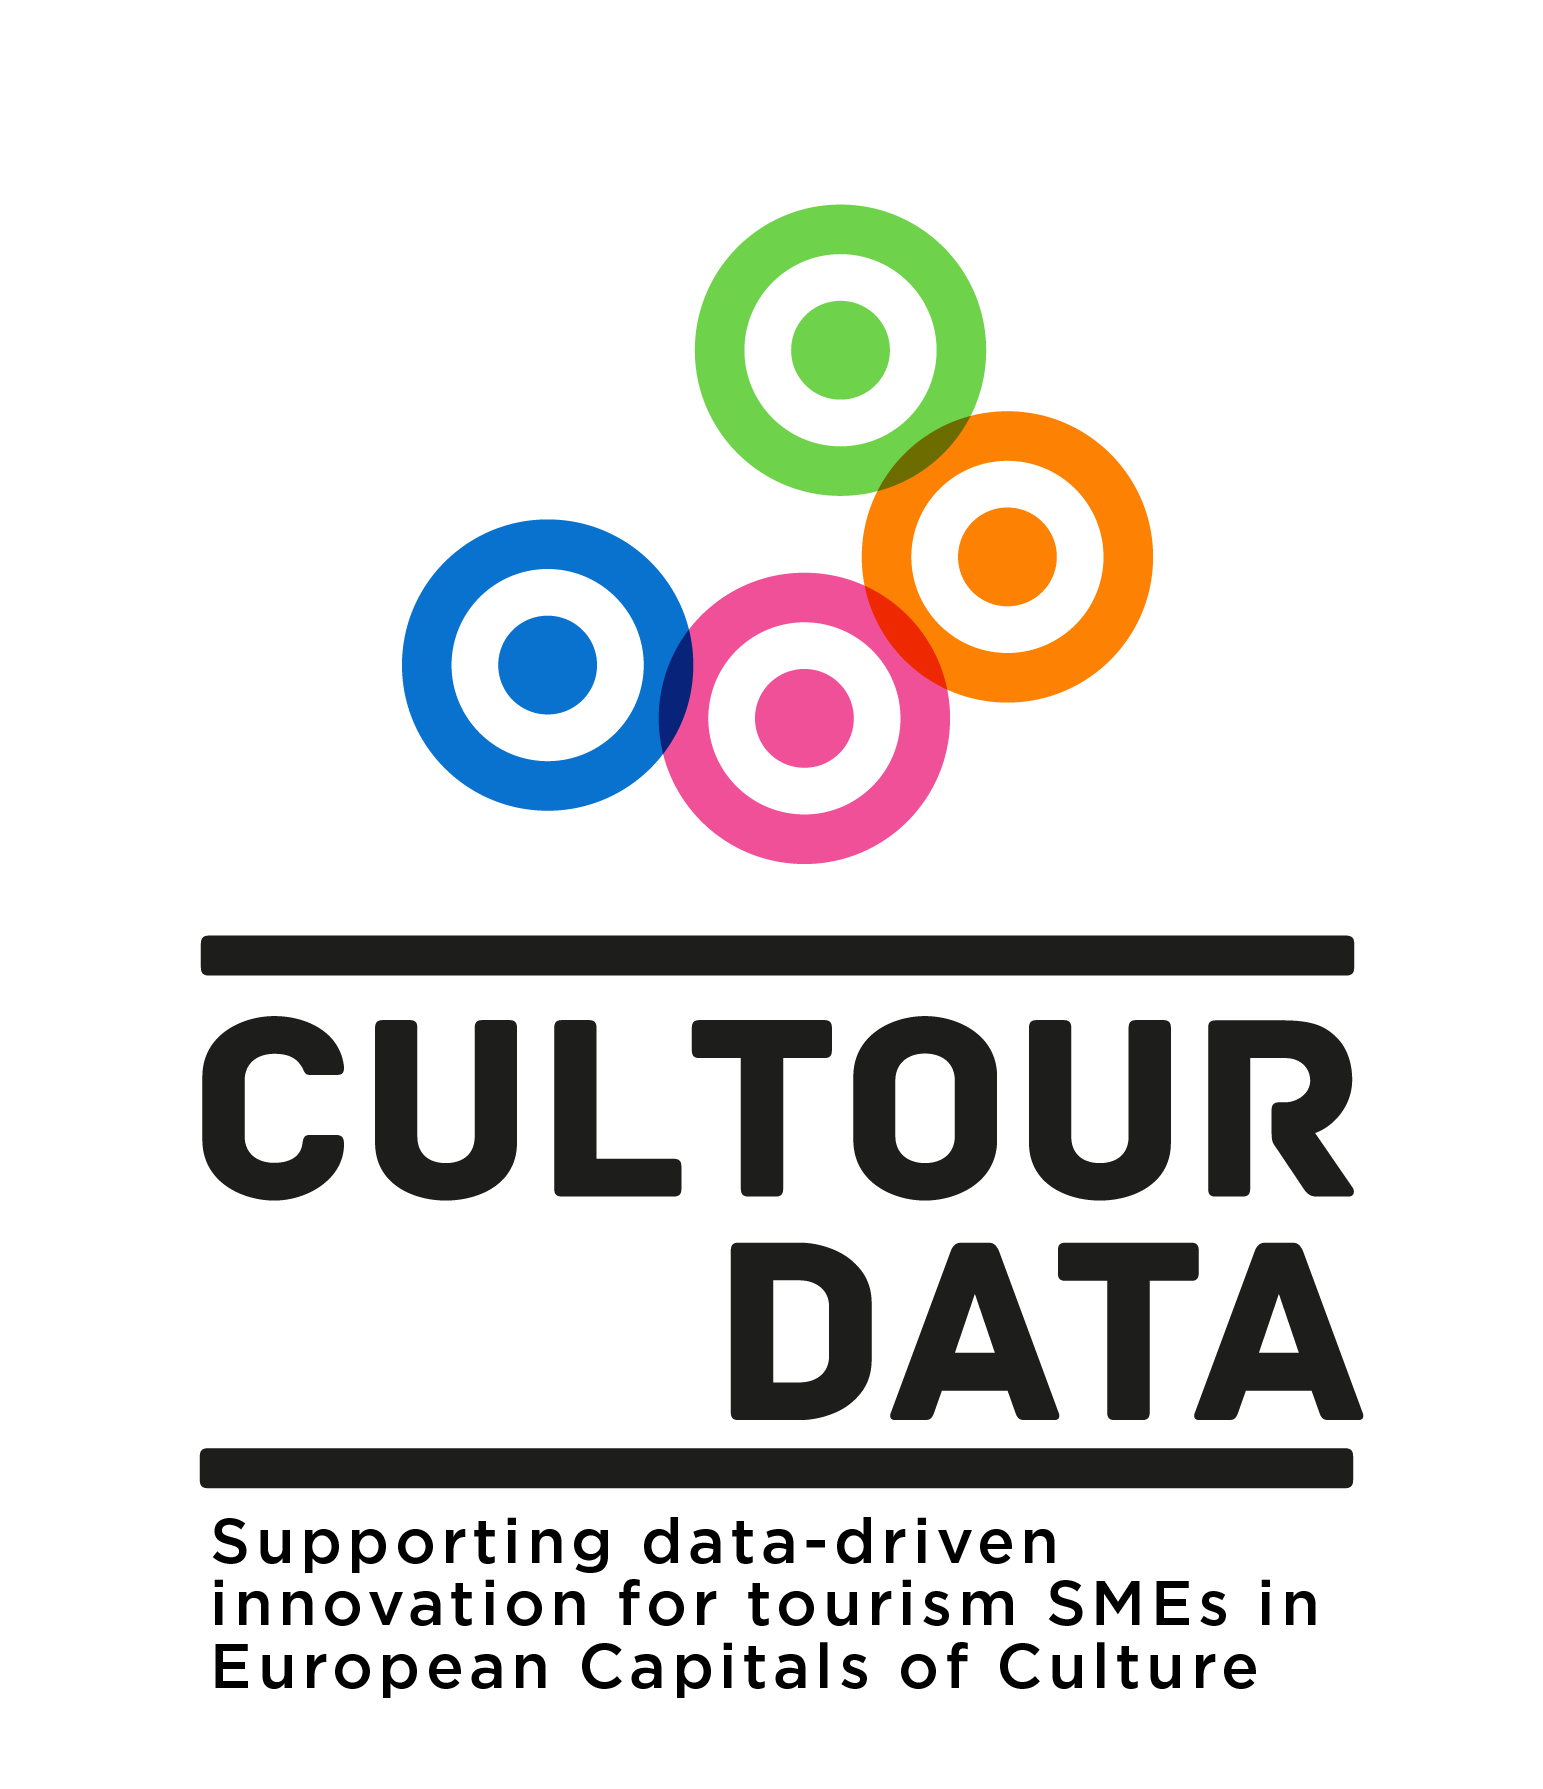 CULTOUR
DATA
Supporting data-driven
innovation for tourism SMEs in
European Capitals of Culture